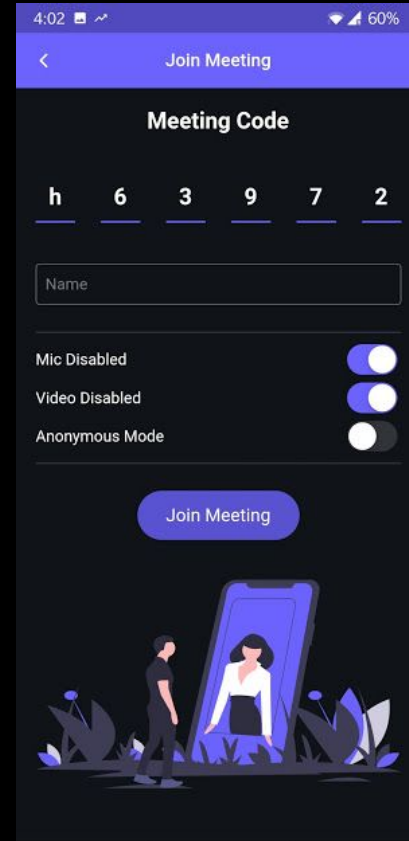 4:02 60%
Join Meeting
Meeting Code
h 6 3 9 7 2
Name
Mic Disabled
Video Disabled
Anonymous Mode
Join Meeting